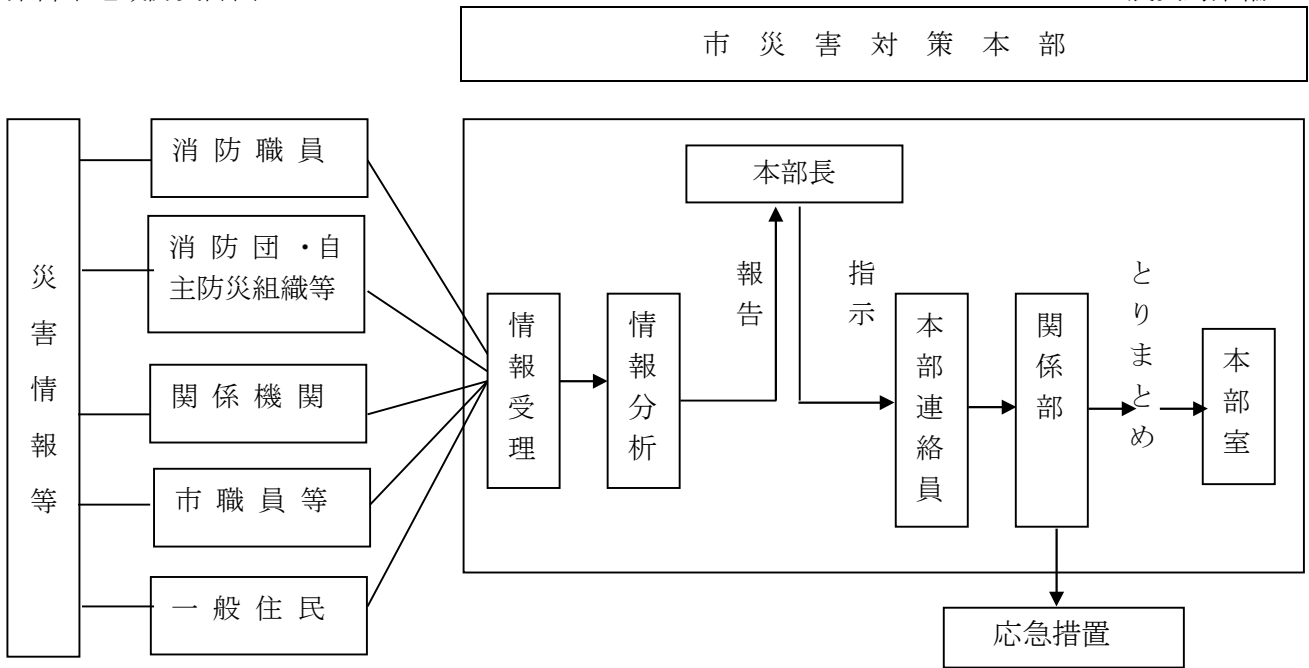 市災害対策本部
災害情報等
消防職員
消防団・自
主防災組織等
関係機関
市職員等
一般住民
情報受理
情報分析
報告
本部長
指示
本部連絡員
関係部
とりまとめ
本部室
応急措置